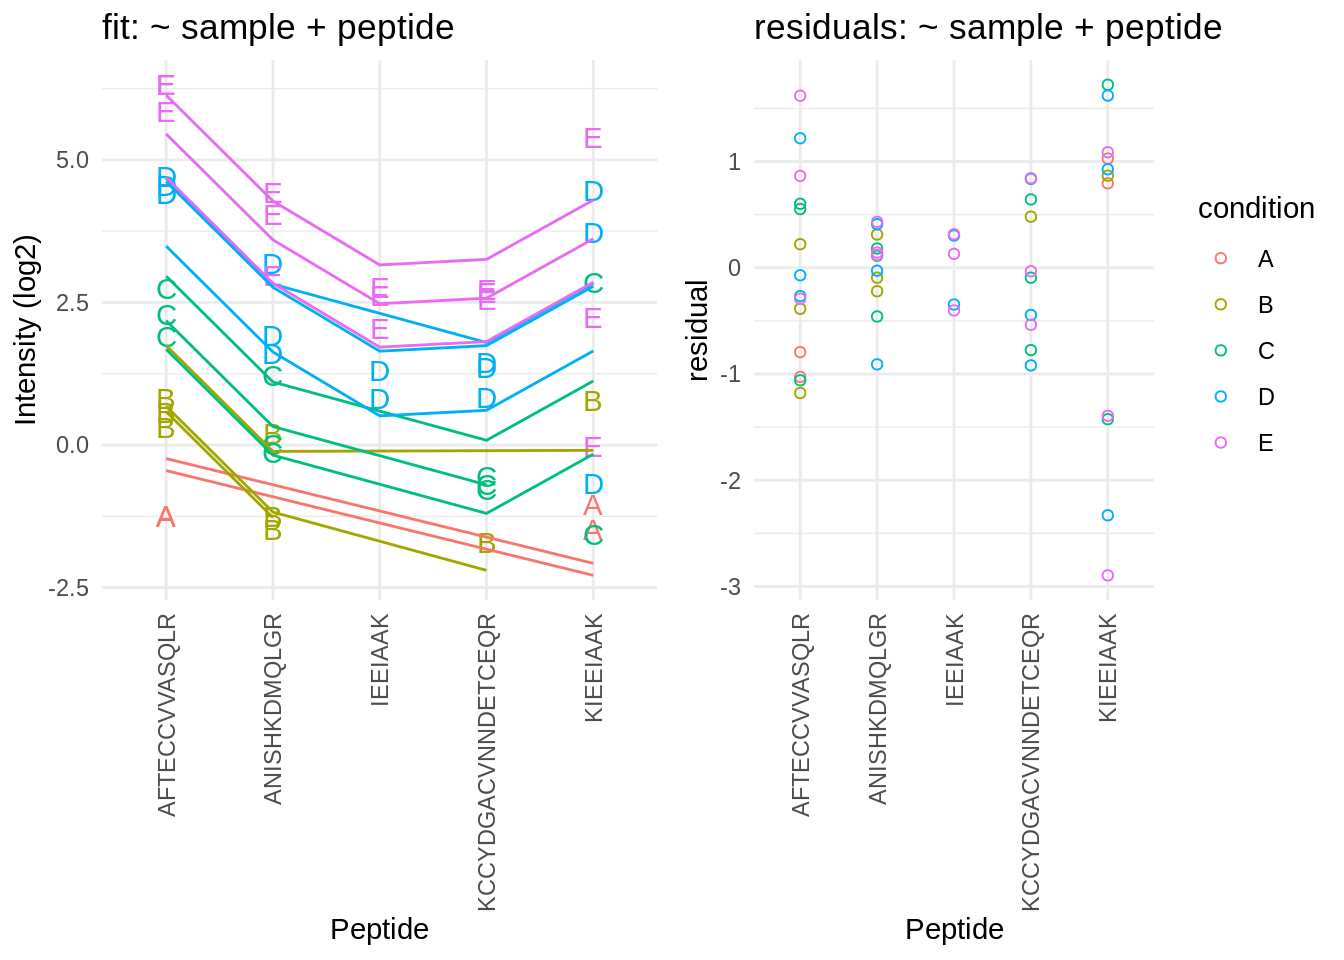 fit: ~ sample + peptide
Intensity (log2)
5.0
2.5
0.0
-2.5
E
E
D
D
D
C
C
C
B
B
B
B
A
E
E
D
E
D
D
C
B
C
C
B
B
B
E
E
E
D
D
E
E
E
D
D
D
C
C
C
B
E
D
D
C
E
B
E
D
A
A
C
AFTECCVVASQLR
ANISHKDMQLGR
IEEIAAK
KCCYDGACVNNDETCEQR
KIEEIAAK
Peptide
residuals: ~ sample + peptide
residual
1
0
-1
-2
-3
AFTECCVVASQLR
ANISHKDMQLGR
IEEIAAK
KCCYDGACVNNDETCEQR
KIEEIAAK
Peptide
condition
A
B
C
D
E